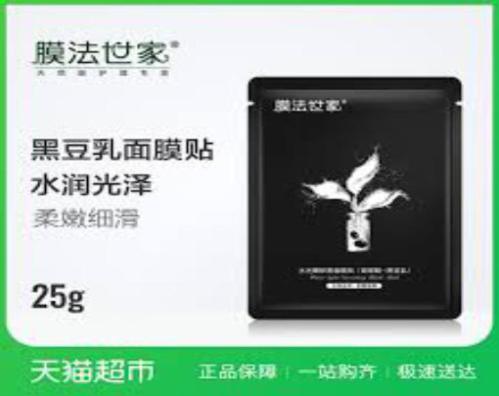 膜法世家®
黑豆乳面膜贴
水润光泽
柔嫩细滑
25g
膜法世家®
天猫超市
正品保障 | 一站购齐 | 极速送达